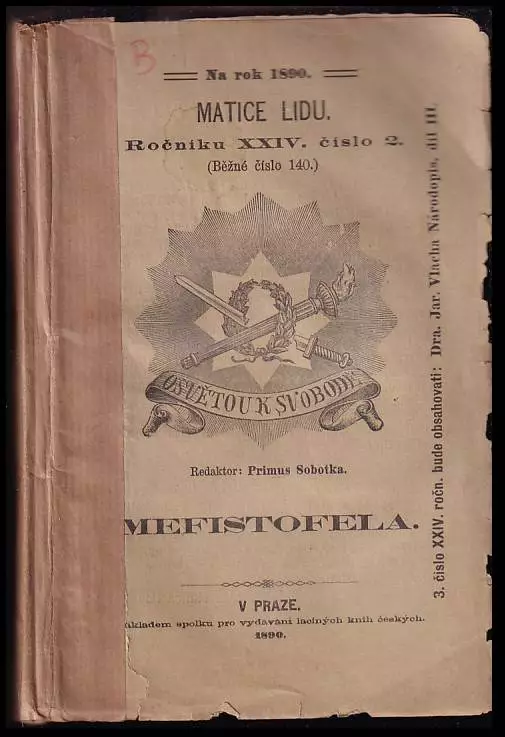 B
Na rok 1890.
MATICE LIDU.
Ročníku XXIV. číslo 2.
(Běžné číslo 140.)
OSVĚTOU K SVOBODĚ
Redaktor: Primus Sobotka.
MEFISTOFELA.
V PRAZE.
ákladem spolku pro vydávání laciných knih českých.
1890.
3. číslo XXIV. ročn. bude obsahovati: Dra. Jar. Vlacha Národopis, díl III.